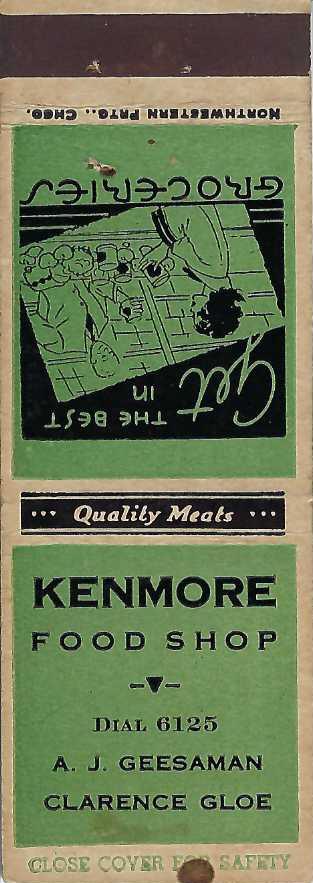 NORTHWESTERN PRTG., CHGO.
GROCERIES
Get
THE BEST
in
··· Quality Meats ···
KENMORE
FOOD SHOP
DIAL 6125
A. J. GEESAMAN
CLARENCE GLOE
CLOSE COVER FOR SAFETY